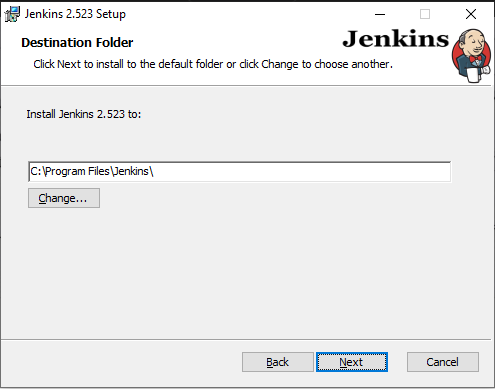 Jenkins 2.523 Setup
Destination Folder
Jenkins
Click Next to install to the default folder or click Change to choose another.
Install Jenkins 2.523 to:
C:\Program Files\Jenkins\
Change...
Back
Next
Cancel